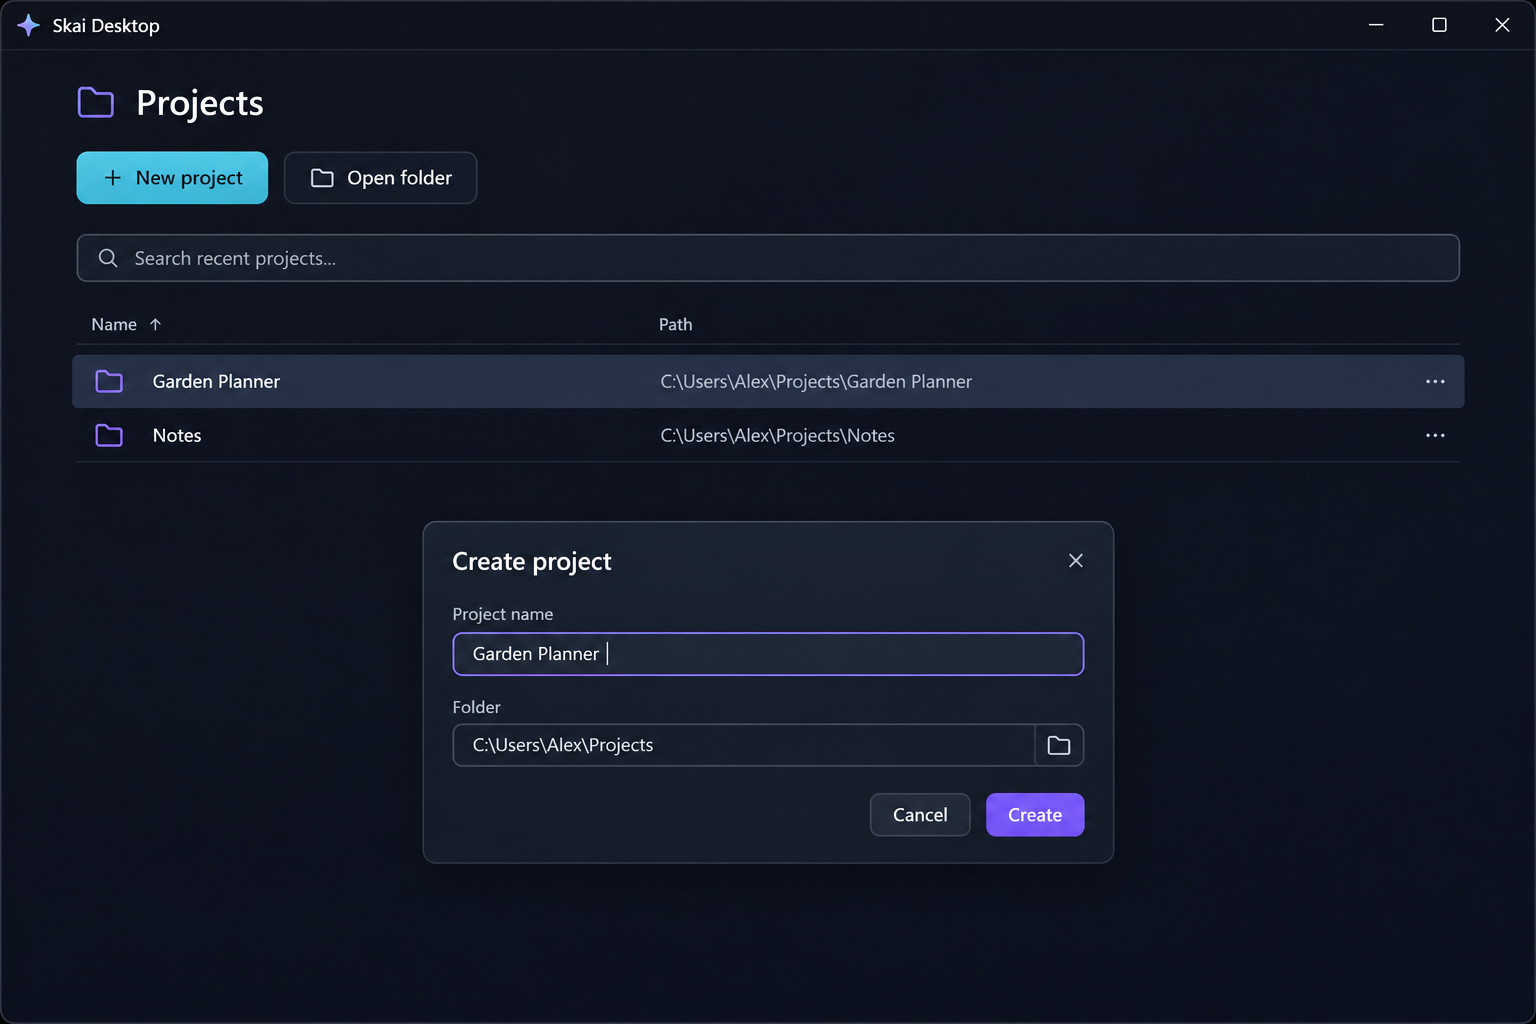 Skai Desktop
Projects
New project
Open folder
Search recent projects...
Name ↑ Path
Garden Planner C:\Users\Alex\Projects\Garden Planner
Notes C:\Users\Alex\Projects\Notes
Create project
Project name
Garden Planner
Folder
C:\Users\Alex\Projects
Cancel Create